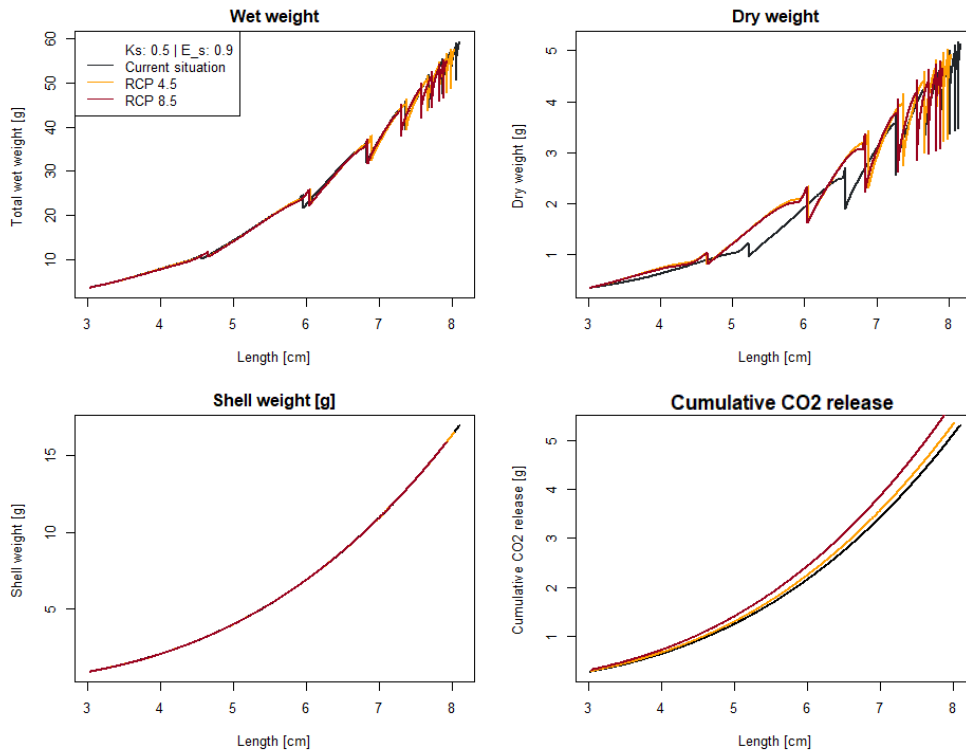 Wet weight
Total wet weight [g]
60
50
40
30
20
10
Ks: 0.5 | E_s: 0.9
Current situation
RCP 4.5
RCP 8.5
3 4 5 6 7 8
Length [cm]
Dry weight
Dry weight [g]
5
4
3
2
1
3 4 5 6 7 8
Length [cm]
Shell weight [g]
Shell weight [g]
15
10
5
3 4 5 6 7 8
Length [cm]
Cumulative CO2 release
Cumulative CO2 release [g]
5
4
3
2
1
3 4 5 6 7 8
Length [cm]